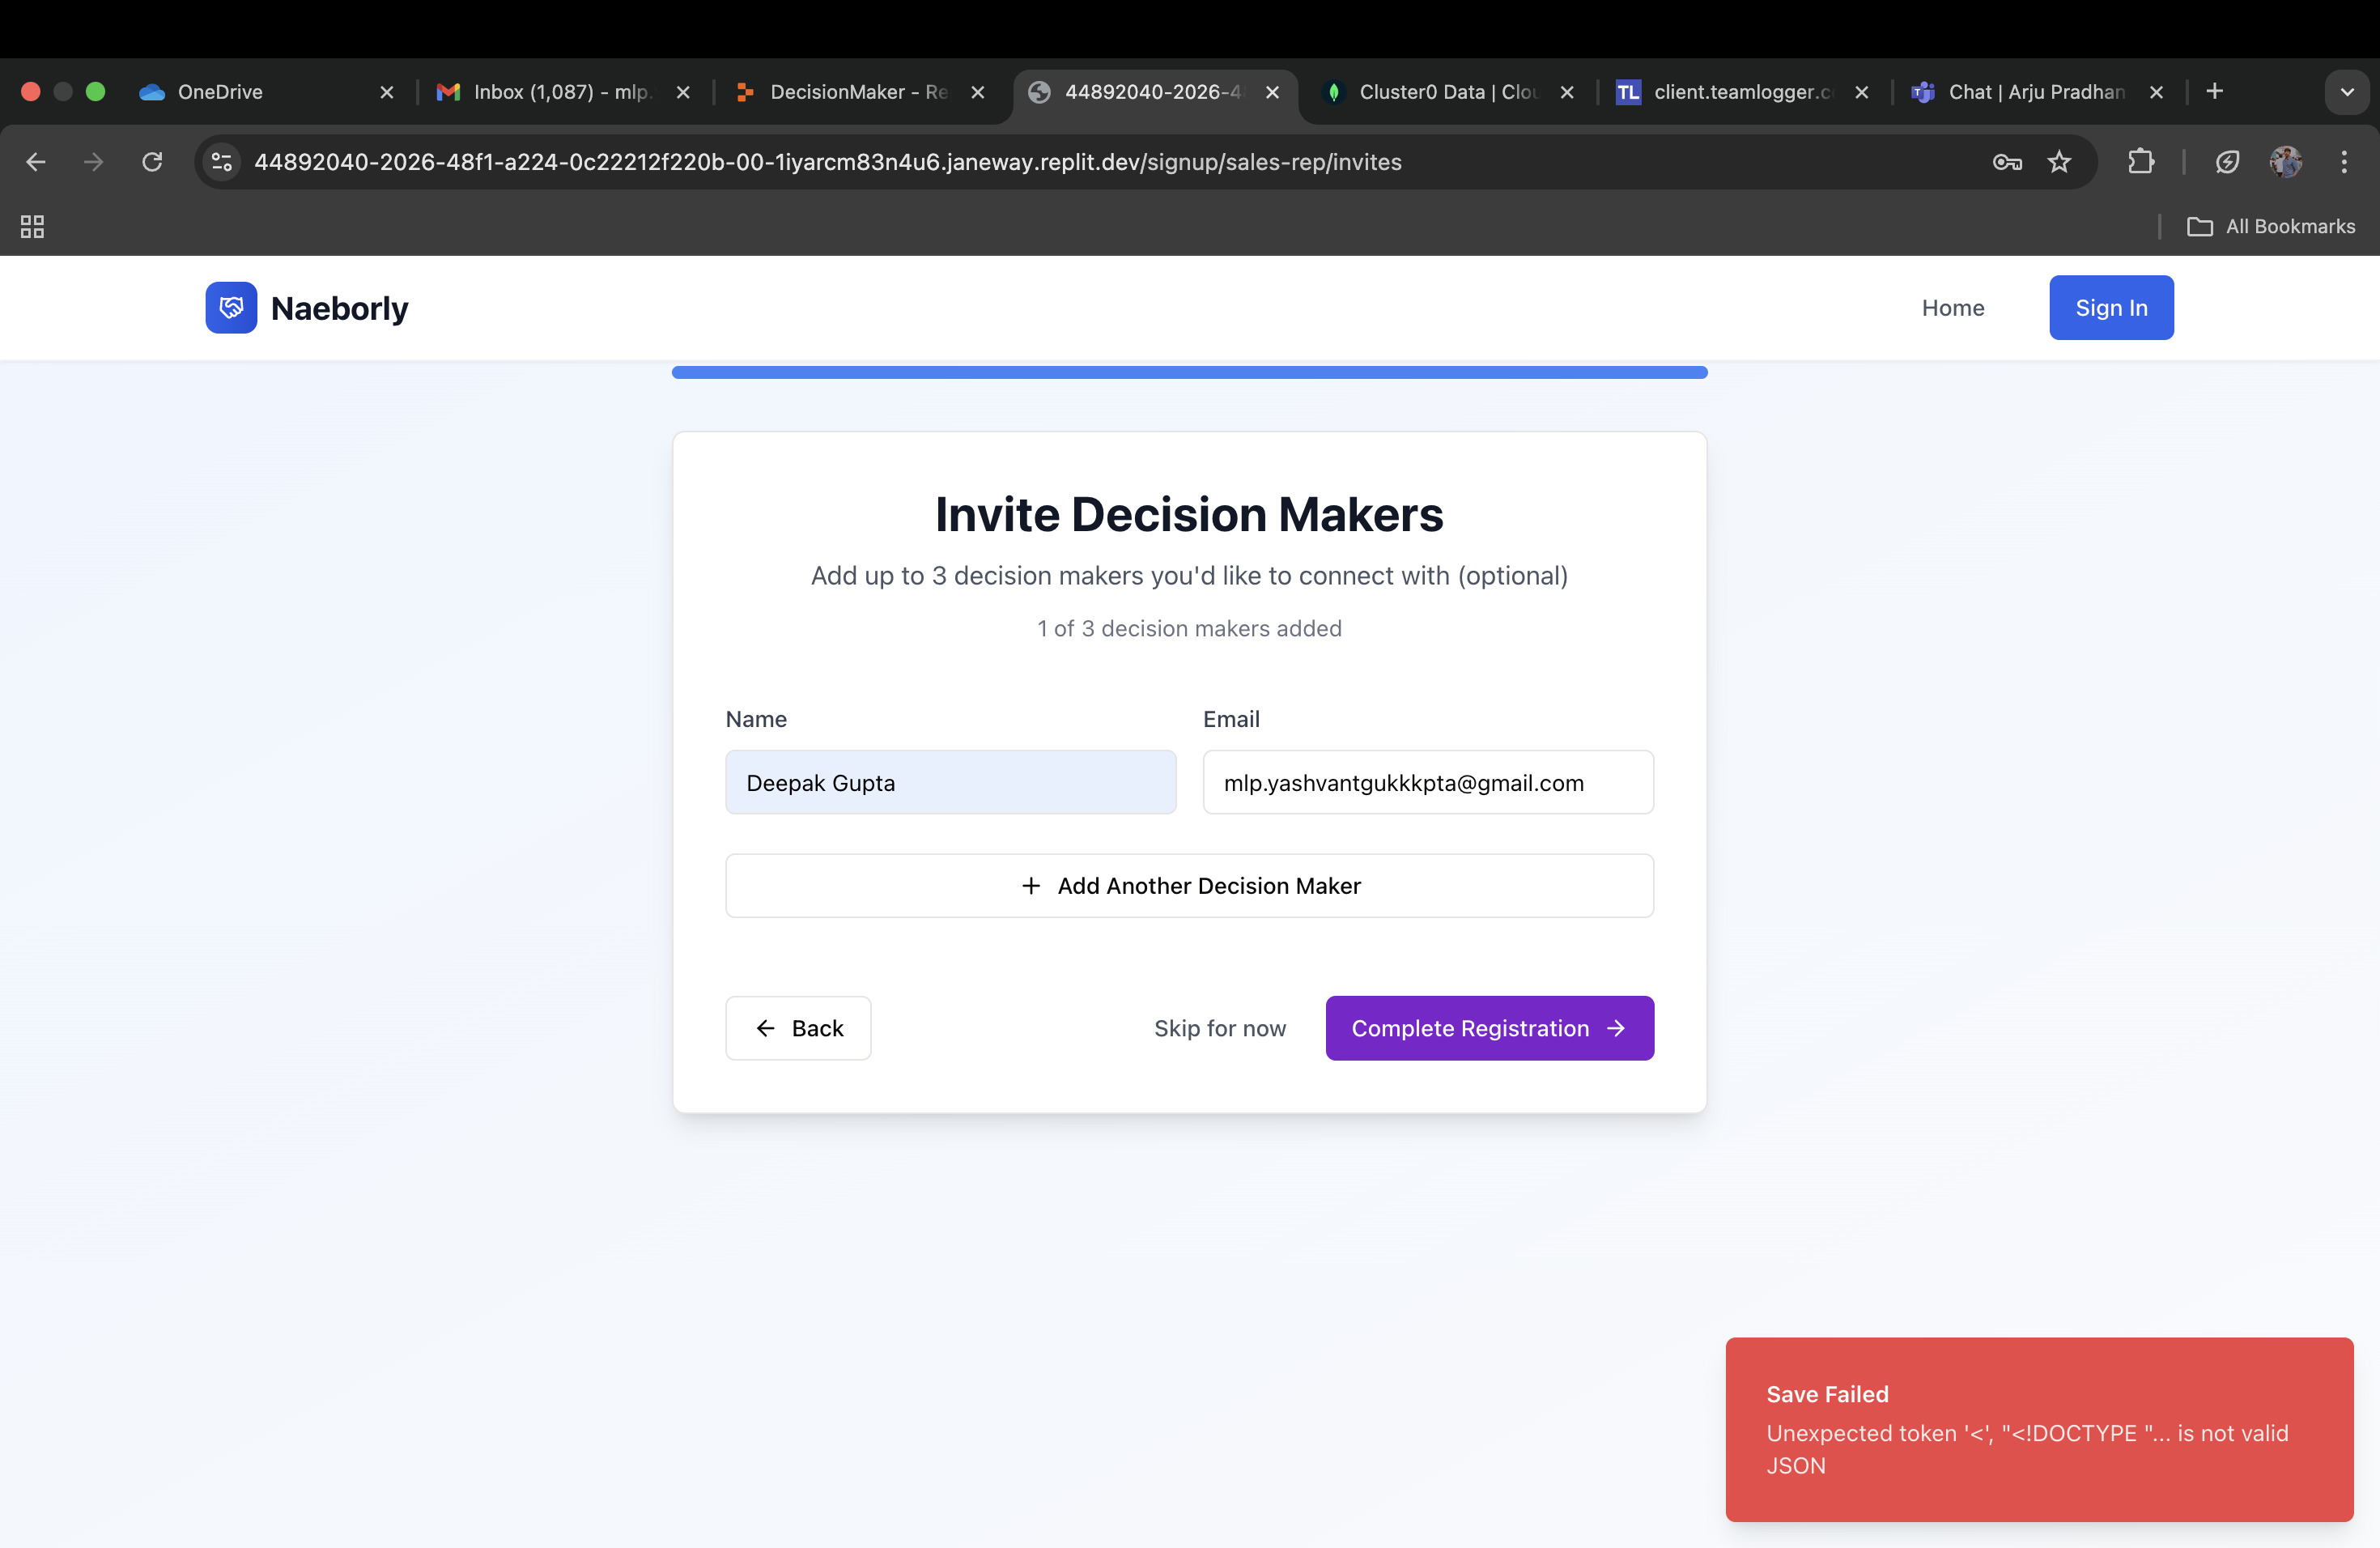 OneDrive
Inbox (1,087) - mlp.
DecisionMaker - Re
44892040-2026-4
Cluster0 Data | Clou
TL
client.teamlogger.c
Chat | Arju Pradhan
44892040-2026-48f1-a224-0c22212f220b-00-1iyarcm83n4u6.janeway.replit.dev/signup/sales-rep/invites
All Bookmarks
Naeborly
Home
Sign In
Invite Decision Makers
Add up to 3 decision makers you'd like to connect with (optional)
1 of 3 decision makers added
Name
Email
Deepak Gupta
mlp.yashvantgukkkpta@gmail.com
+ Add Another Decision Maker
← Back
Skip for now
Complete Registration →
Save Failed
Unexpected token '<', "<!DOCTYPE "... is not valid
JSON